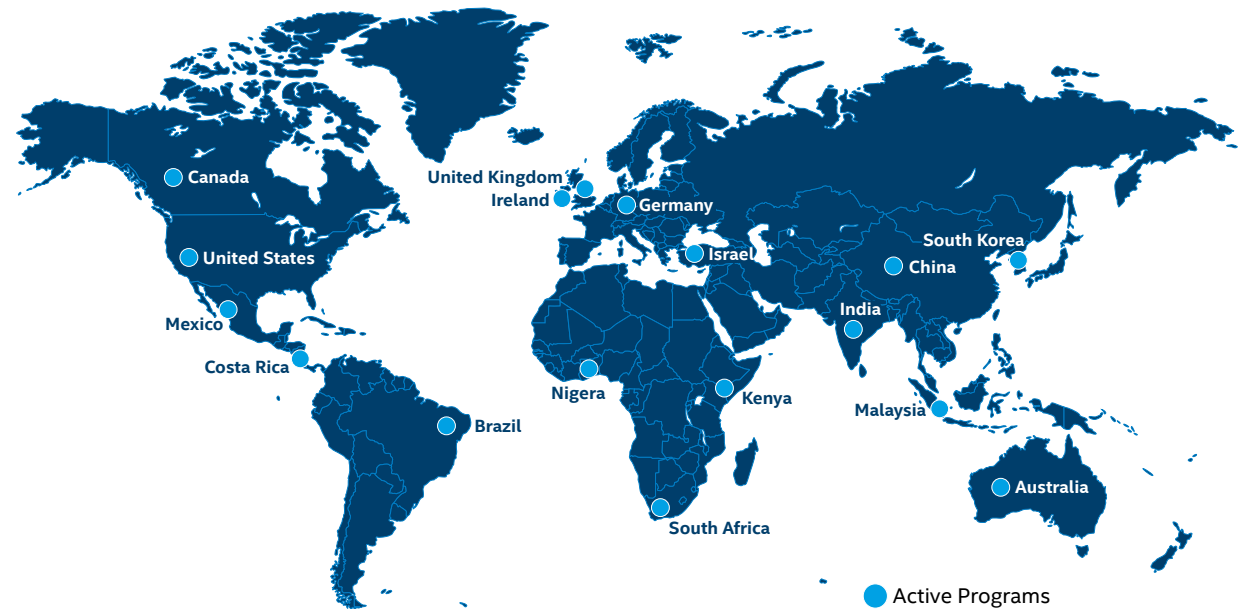 Canada
United Kingdom
Ireland
Germany
United States
Israel
South Korea
China
Mexico
India
Costa Rica
Nigera
Kenya
Malaysia
Brazil
Australia
South Africa
Active Programs